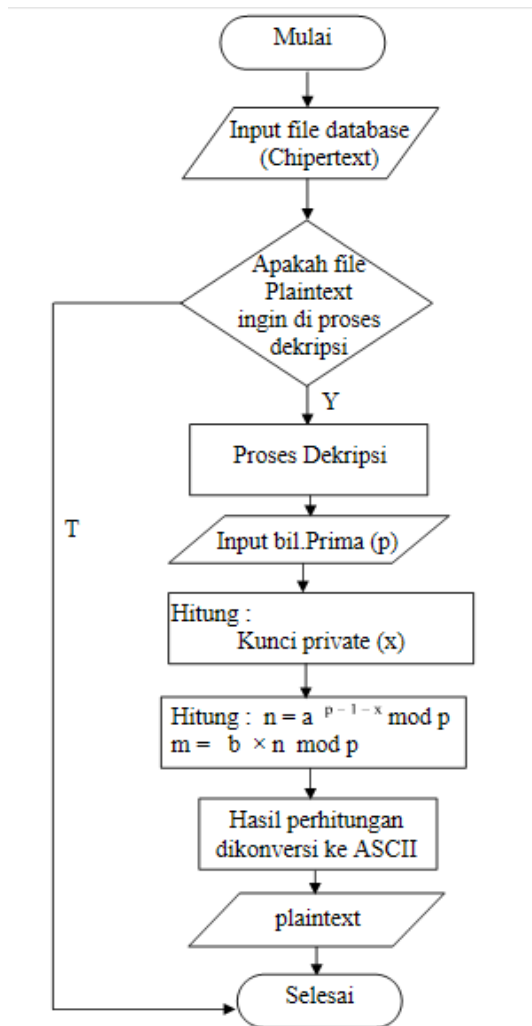 Mulai
Input file database
(Chipertext)
Apakah file
Plaintext
ingin di proses
dekripsi
Y
T
Proses Dekripsi
Input bil.Prima (p)
Hitung :
Kunci private (x)
Hitung : n = a p – 1 – x mod p
m = b × n mod p
Hasil perhitungan
dikonversi ke ASCII
plaintext
Selesai